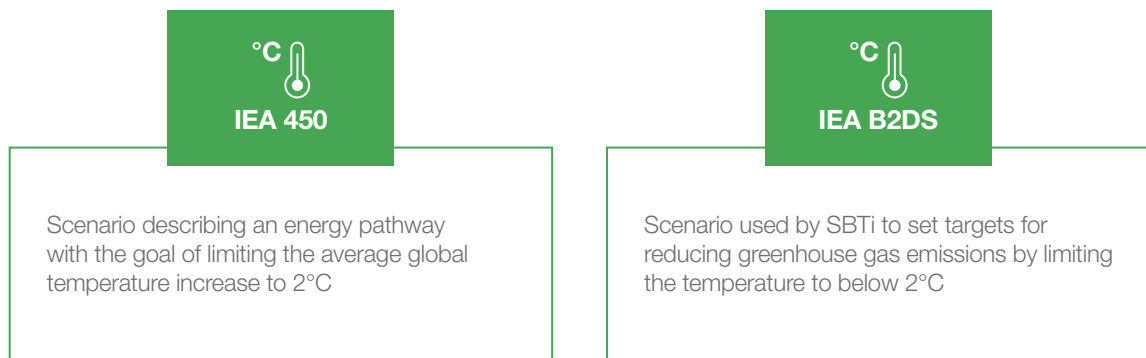 °C
IEA 450
Scenario describing an energy pathway
with the goal of limiting the average global
temperature increase to 2°C
°C
IEA B2DS
Scenario used by SBTi to set targets for
reducing greenhouse gas emissions by limiting
the temperature to below 2°C